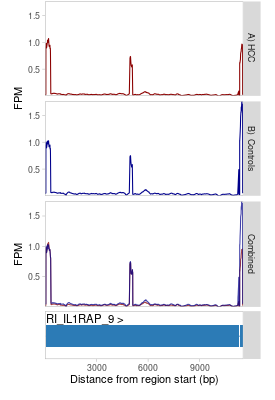 1.5
1.0
0.5
A) HCC
FPM
1.5
1.0
0.5
B) Controls
1.5
1.0
0.5
Combined
FPM
RI_IL1RAP_9 >
3000 6000 9000
Distance from region start (bp)